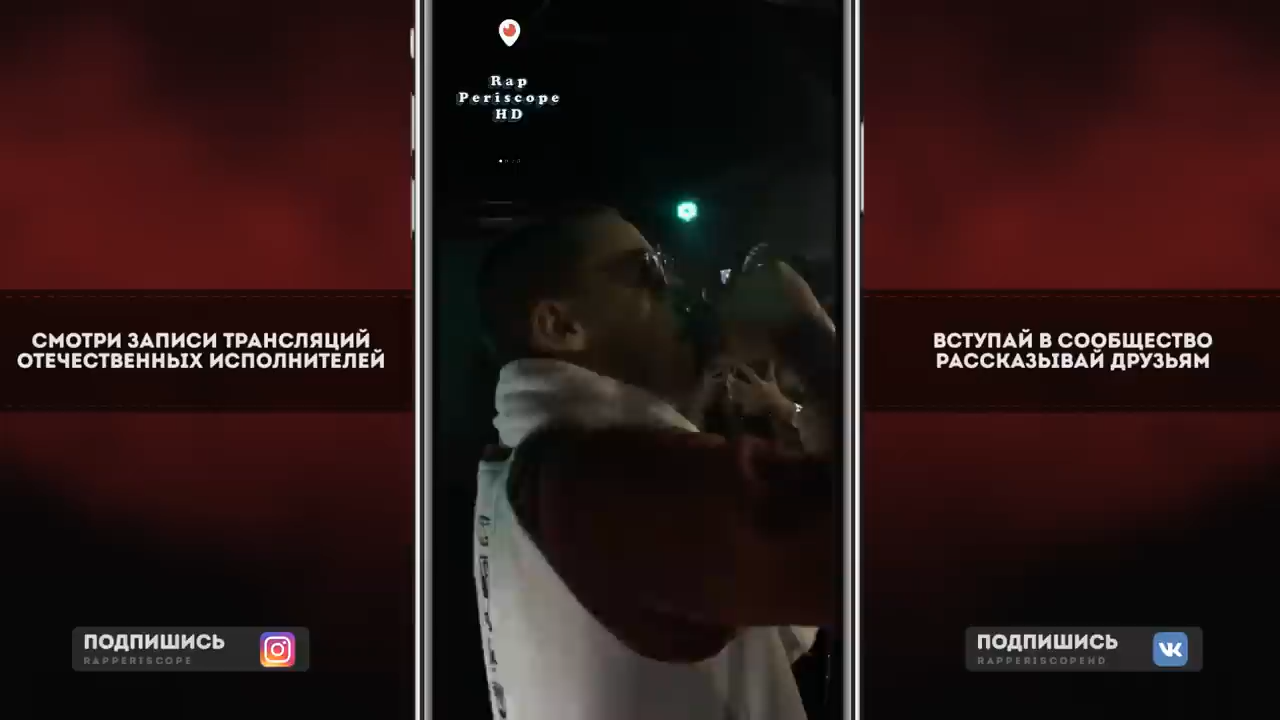 Rap
Periscope
HD
СМОТРИ ЗАПИСИ ТРАНСЛЯЦИЙ
ОТЕЧЕСТВЕННЫХ ИСПОЛНИТЕЛЕЙ
ВСТУПАЙ В СООБЩЕСТВО
РАССКАЗЫВАЙ ДРУЗЬЯМ
ПОДПИШИСЬ
RAPPERISCOPE
ПОДПИШИСЬ
RAPPERISCOPEHD